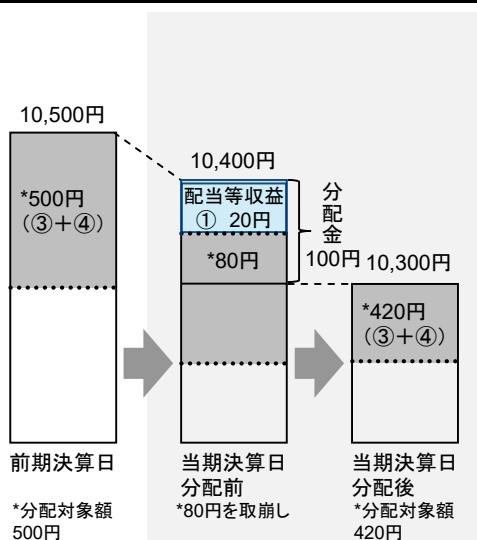 10,500円
*500円
(③+④)
前期決算日
*分配対象額
500円
10,400円
配当等収益
① 20円
*80円
分配金
100円
当期決算日
分配前
*80円を取崩し
10,300円
*420円
(③+④)
当期決算日
分配後
*分配対象額
420円